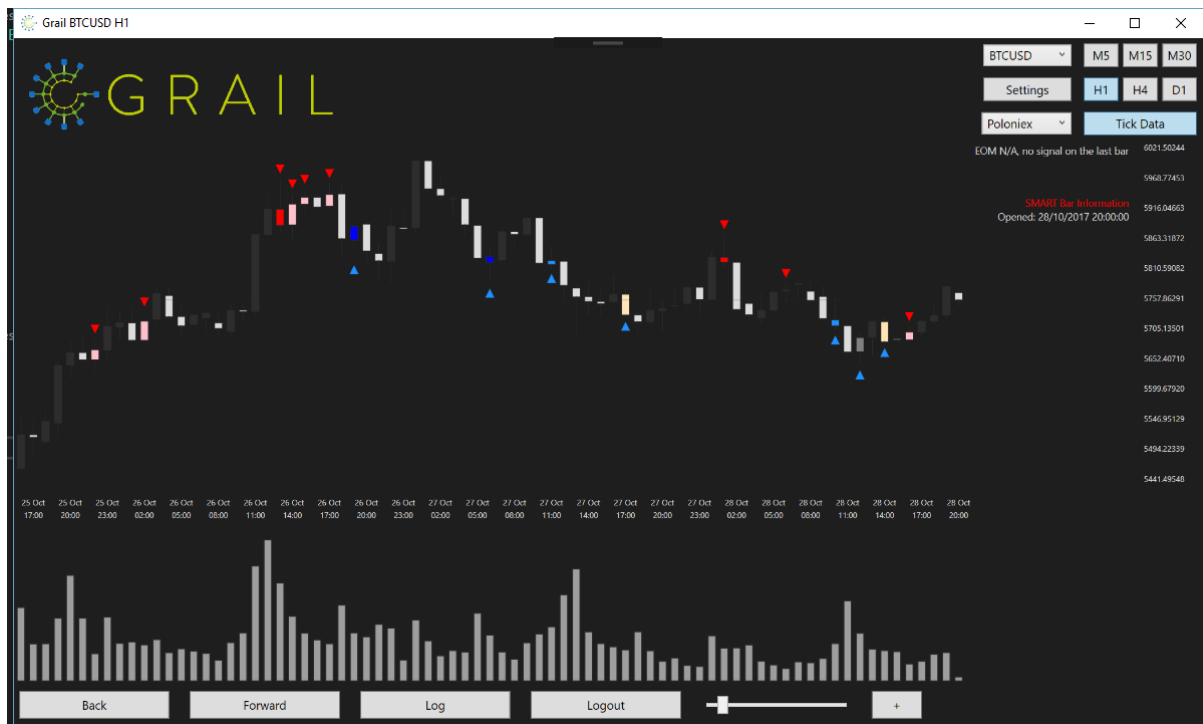 Grail BTCUSD H1
GRAIL
BTCUSD
M5 M15 M30
Settings
H1 H4 D1
Poloniex
Tick Data
EOM N/A, no signal on the last bar
SMART Bar Information
Opened: 28/10/2017 20:00:00
6021.50244
5968.77453
5916.04663
5863.31872
5810.59082
5757.86291
5705.13501
5652.40710
5599.67920
5546.95129
5494.22339
5441.49548
25 Oct 25 Oct 25 Oct 26 Oct 26 Oct 26 Oct 26 Oct 26 Oct 26 Oct 26 Oct 26 Oct 27 Oct 27 Oct 27 Oct 27 Oct 27 Oct 27 Oct 27 Oct 27 Oct 28 Oct 28 Oct 28 Oct 28 Oct 28 Oct 28 Oct 28 Oct
17:00 20:00 23:00 02:00 05:00 08:00 11:00 14:00 17:00 20:00 23:00 02:00 05:00 08:00 11:00 14:00 17:00 20:00 23:00 02:00 05:00 08:00 11:00 14:00 17:00 20:00
Back Forward Log Logout +